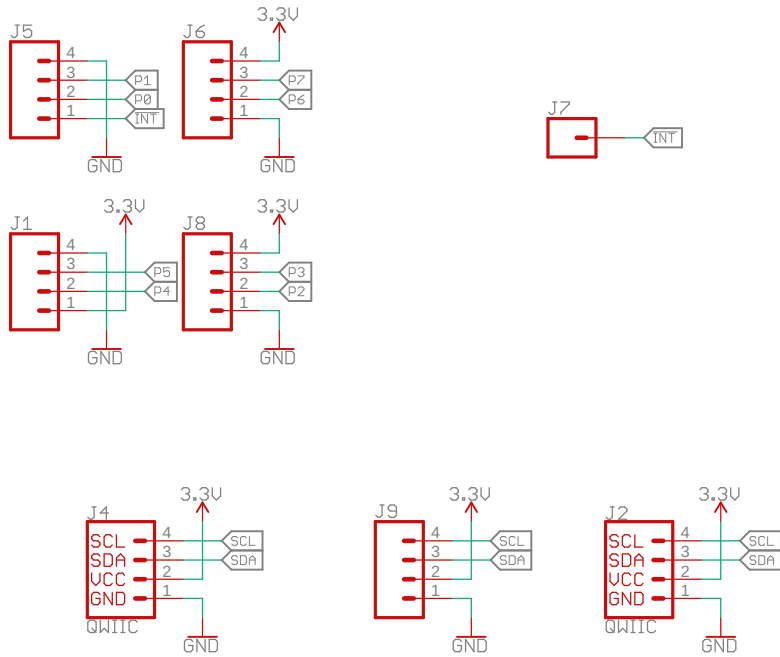 3.3V
J5
J6
4
3
2
1
P1
P0
INT
4
3
2
1
P7
P6
GND
GND
J7
INT
3.3V
3.3V
J1
J8
4
3
2
1
P5
P4
4
3
2
1
P3
P2
GND
GND
3.3V
3.3V
3.3V
J4
J9
J2
SCL
SDA
VCC
GND
4
3
2
1
SCL
SDA
QWIIC
GND
4
3
2
1
SCL
SDA
GND
SCL
SDA
VCC
GND
4
3
2
1
SCL
SDA
QWIIC
GND